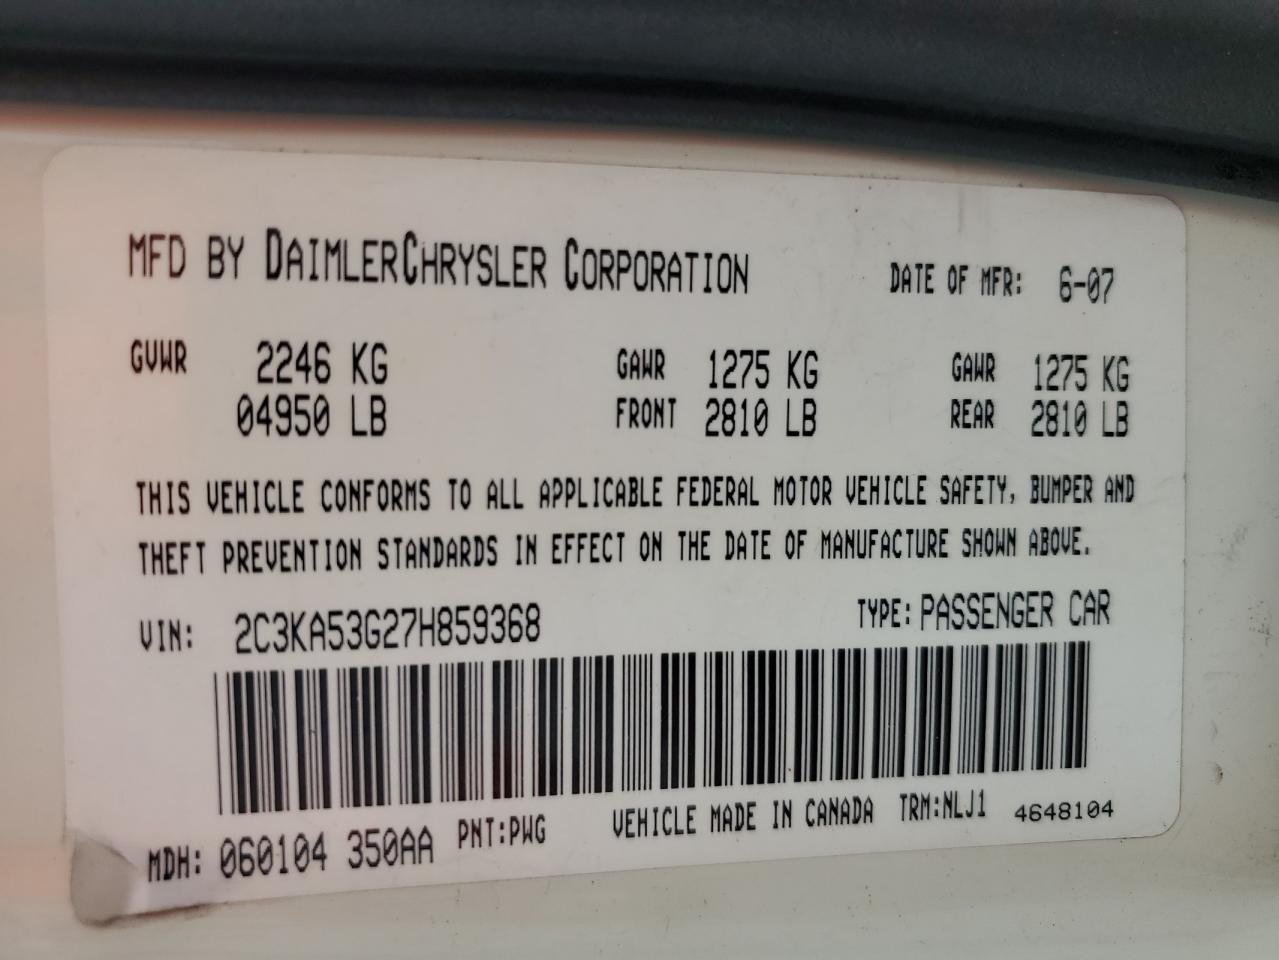 MFD BY DAIMLERCHRYSLER CORPORATION DATE OF MFR: 6-07
GVWR 2246 KG GAWR 1275 KG GAWR 1275 KG
04950 LB FRONT 2810 LB REAR 2810 LB
THIS VEHICLE CONFORMS TO ALL APPLICABLE FEDERAL MOTOR VEHICLE SAFETY, BUMPER AND
THEFT PREVENTION STANDARDS IN EFFECT ON THE DATE OF MANUFACTURE SHOWN ABOVE.
VIN: 2C3KA53G27H859368 TYPE: PASSENGER CAR
MDH: 060104 350AA PNT:PWG VEHICLE MADE IN CANADA TRM:NLJ1 4648104